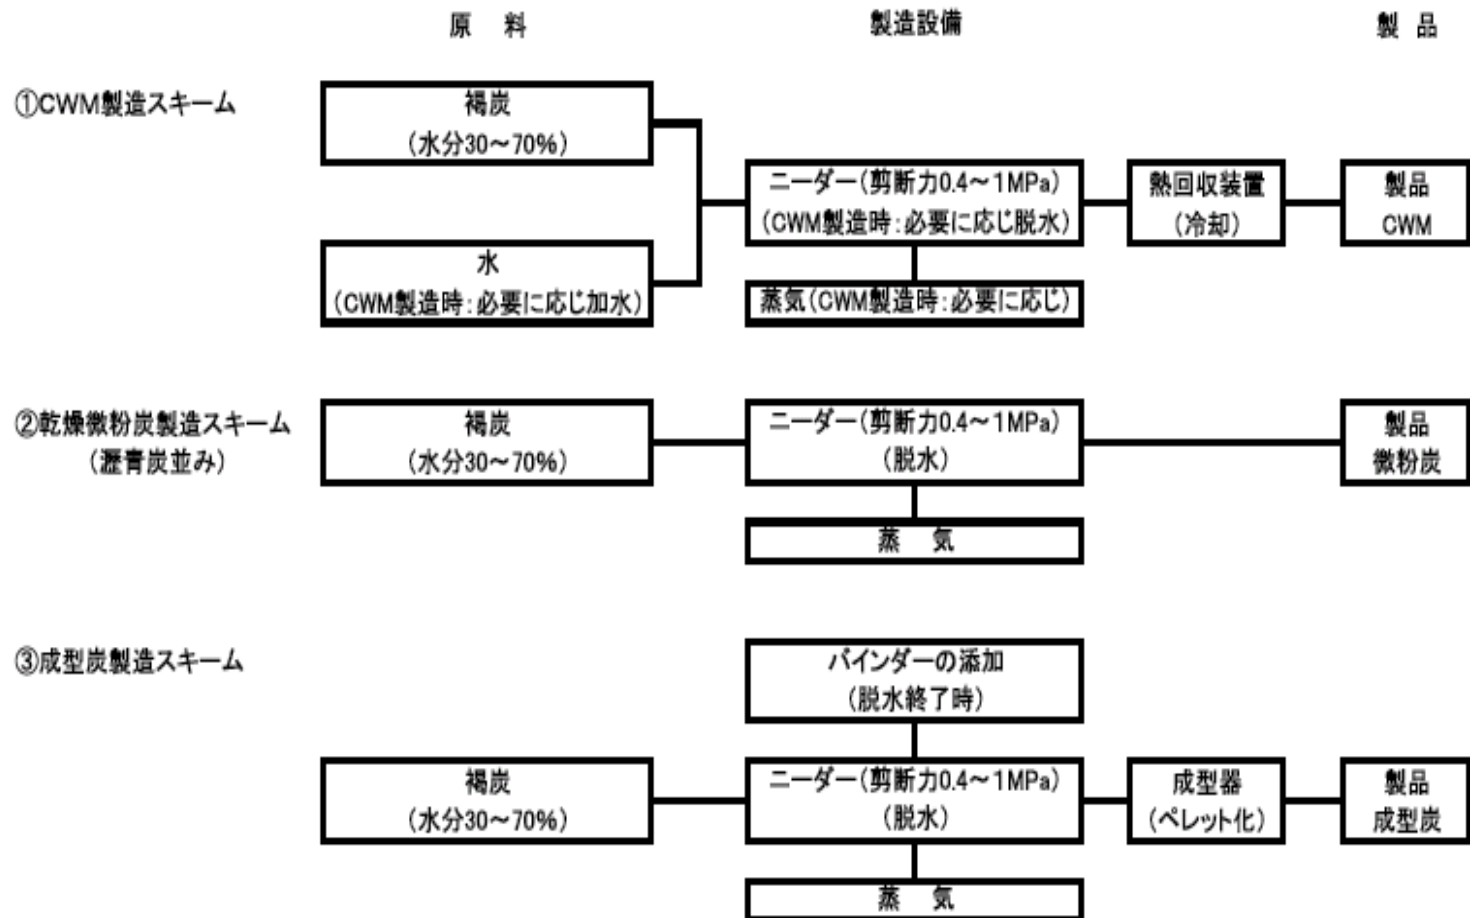 原 料 製造設備 製 品
①CWM製造スキーム
褐炭
(水分30～70%)
水
(CWM製造時:必要に応じ加水)
ニーダー(剪断力0.4～1MPa)
(CWM製造時:必要に応じ脱水)
蒸気(CWM製造時:必要に応じ)
熱回収装置
(冷却)
製品
CWM
②乾燥微粉炭製造スキーム
(瀝青炭並み)
褐炭
(水分30～70%)
ニーダー(剪断力0.4～1MPa)
(脱水)
蒸 気
製品
微粉炭
③成型炭製造スキーム
バインダーの添加
(脱水終了時)
褐炭
(水分30～70%)
ニーダー(剪断力0.4～1MPa)
(脱水)
蒸 気
成型器
(ペレット化)
製品
成型炭